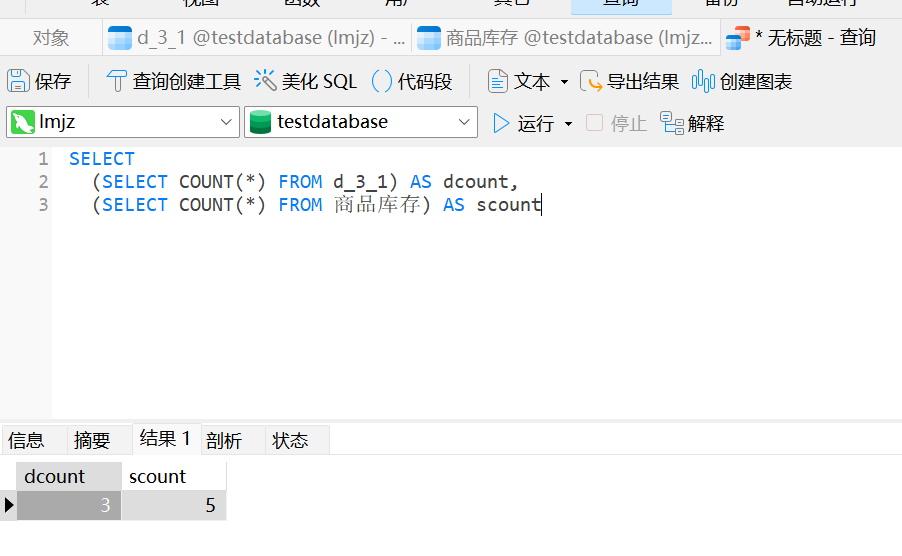 对象 d_3_1 @testdatabase (lmjz) - ... 商品库存 @testdatabase (lmjz... * 无标题 - 查询
保存 查询创建工具 美化 SQL () 代码段 文本 导出结果 创建图表
lmjz testdatabase 运行 停止 解释
1 SELECT
2 (SELECT COUNT(*) FROM d_3_1) AS dcount,
3 (SELECT COUNT(*) FROM 商品库存) AS scount
信息 摘要 结果 1 剖析 状态
dcount scount
3 5